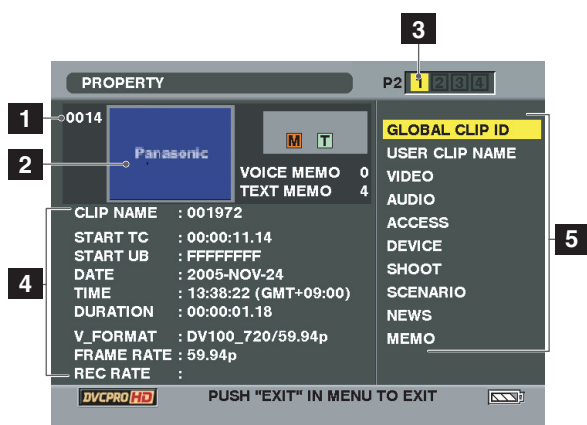 3
PROPERTY
P2 1 2 3 4
1
0014
Panasonic
M T
2
VOICE MEMO 0
TEXT MEMO 4
CLIP NAME : 001972
START TC : 00:00:11.14
START UB : FFFFFFFF
4
DATE : 2005-NOV-24
TIME : 13:38:22 (GMT+09:00)
DURATION : 00:00:01.18
V_FORMAT : DV100_720/59.94p
FRAME RATE : 59.94p
REC RATE :
GLOBAL CLIP ID
USER CLIP NAME
VIDEO
AUDIO
ACCESS
DEVICE
SHOOT
SCENARIO
NEWS
MEMO
5
DVCPRO HD
PUSH "EXIT" IN MENU TO EXIT